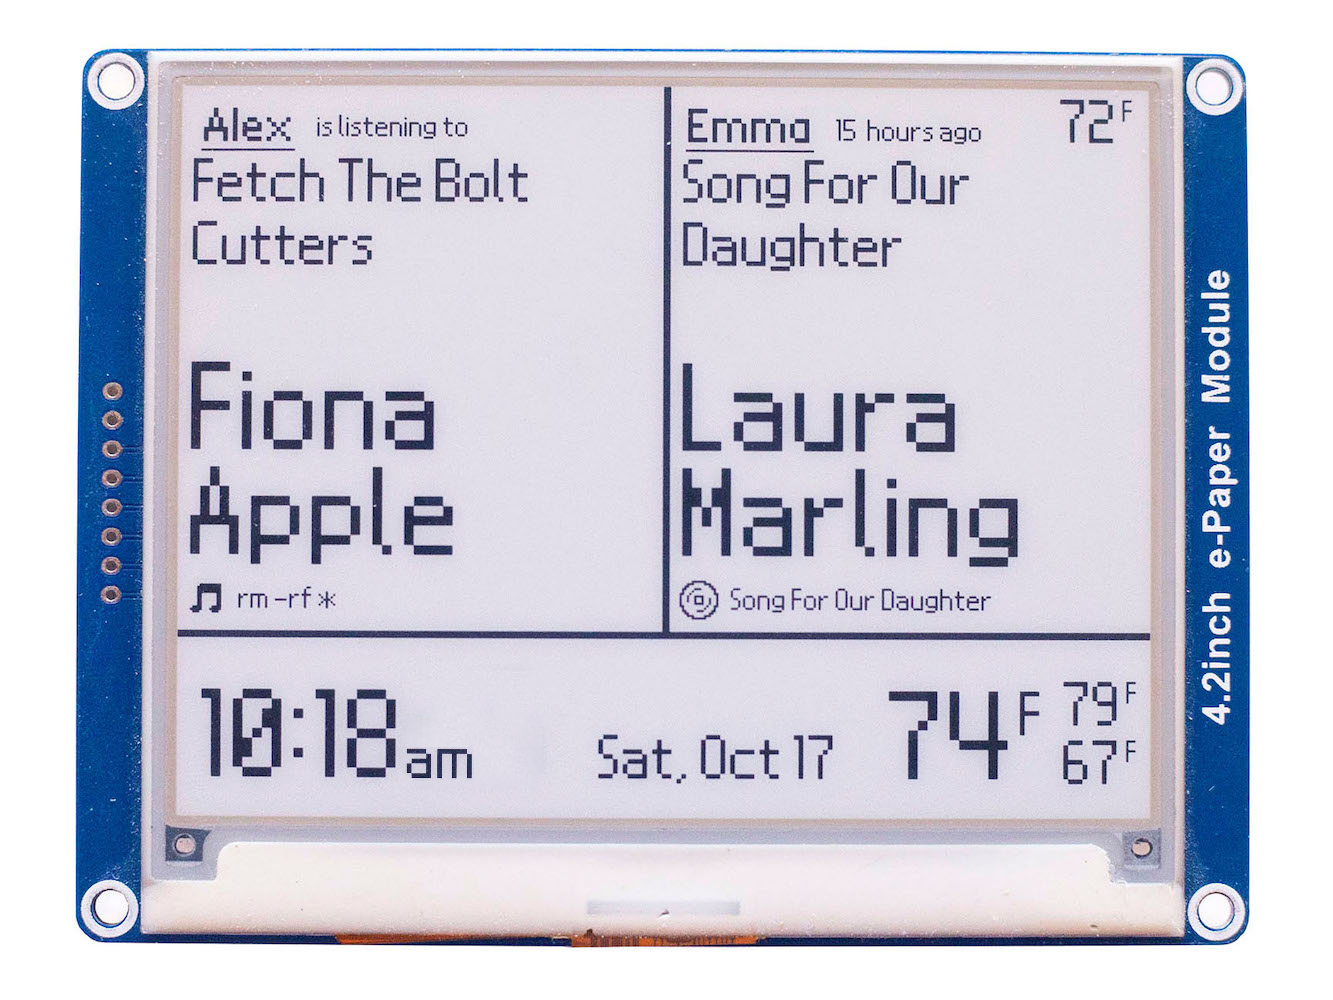 Alex is listening to
Fetch The Bolt
Cutters
Fiona
Apple
rm -rf *
Emma 15 hours ago
72F
Song For Our
Daughter
Laura
Marling
Song For Our Daughter
10:18am
Sat, Oct 17
74F
79F
67F
4.2inch e-Paper Module